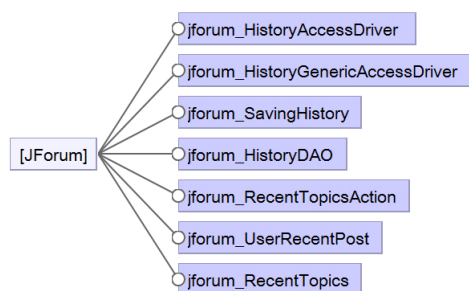 jforum_HistoryAccessDriver
jforum_HistoryGenericAccessDriver
jforum_SavingHistory
[JForum]
jforum_HistoryDAO
jforum_RecentTopicsAction
jforum_UserRecentPost
jforum_RecentTopics